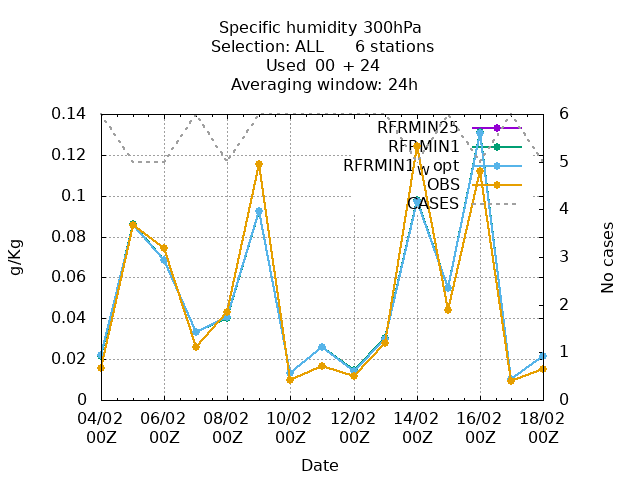 Specific humidity 300hPa
Selection: ALL 6 stations
Used 00 + 24
Averaging window: 24h
0.14
0.12
0.1
0.08
0.06
0.04
0.02
0
6
5
4
3
2
1
0
RFRMIN25
RFRMIN1
RFRMIN1_w opt
OBS
CASES
g/Kg
No cases
04/02 06/02 08/02 10/02 12/02 14/02 16/02 18/02
00Z 00Z 00Z 00Z 00Z 00Z 00Z 00Z
Date